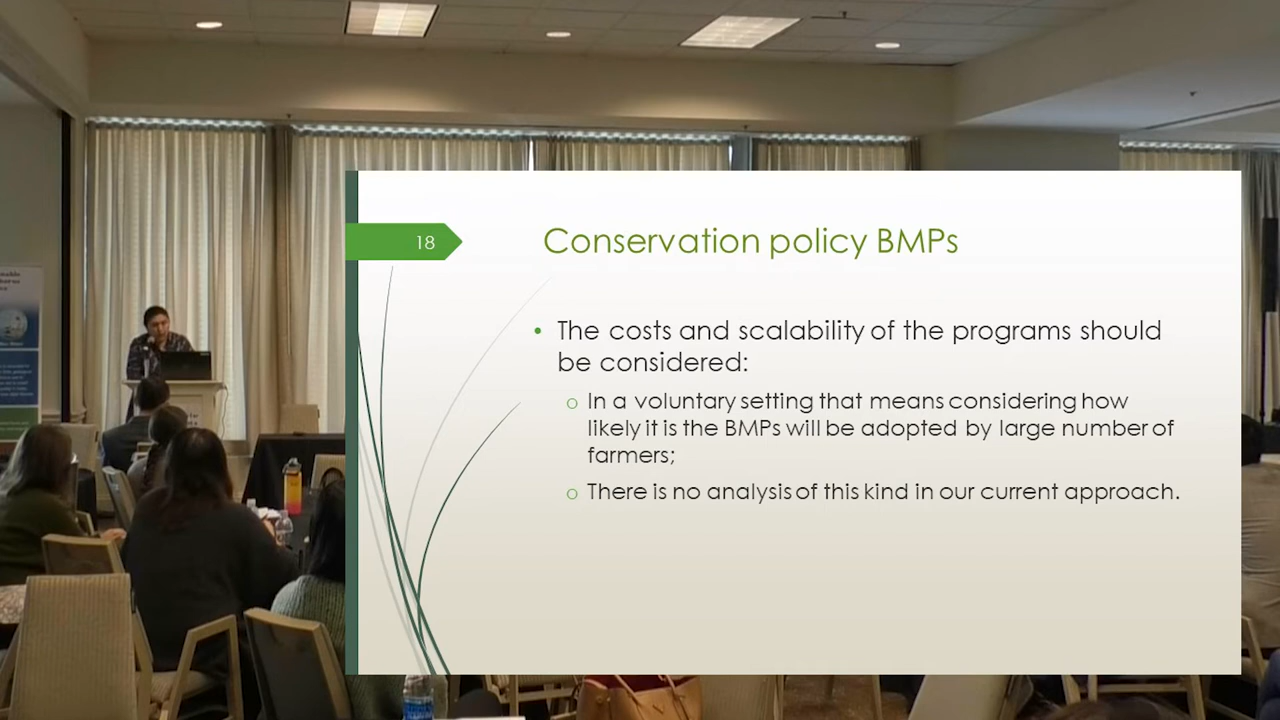 18
Conservation policy BMPs
• The costs and scalability of the programs should
be considered:
o In a voluntary setting that means considering how
likely it is the BMPs will be adopted by large number of
farmers;
o There is no analysis of this kind in our current approach.